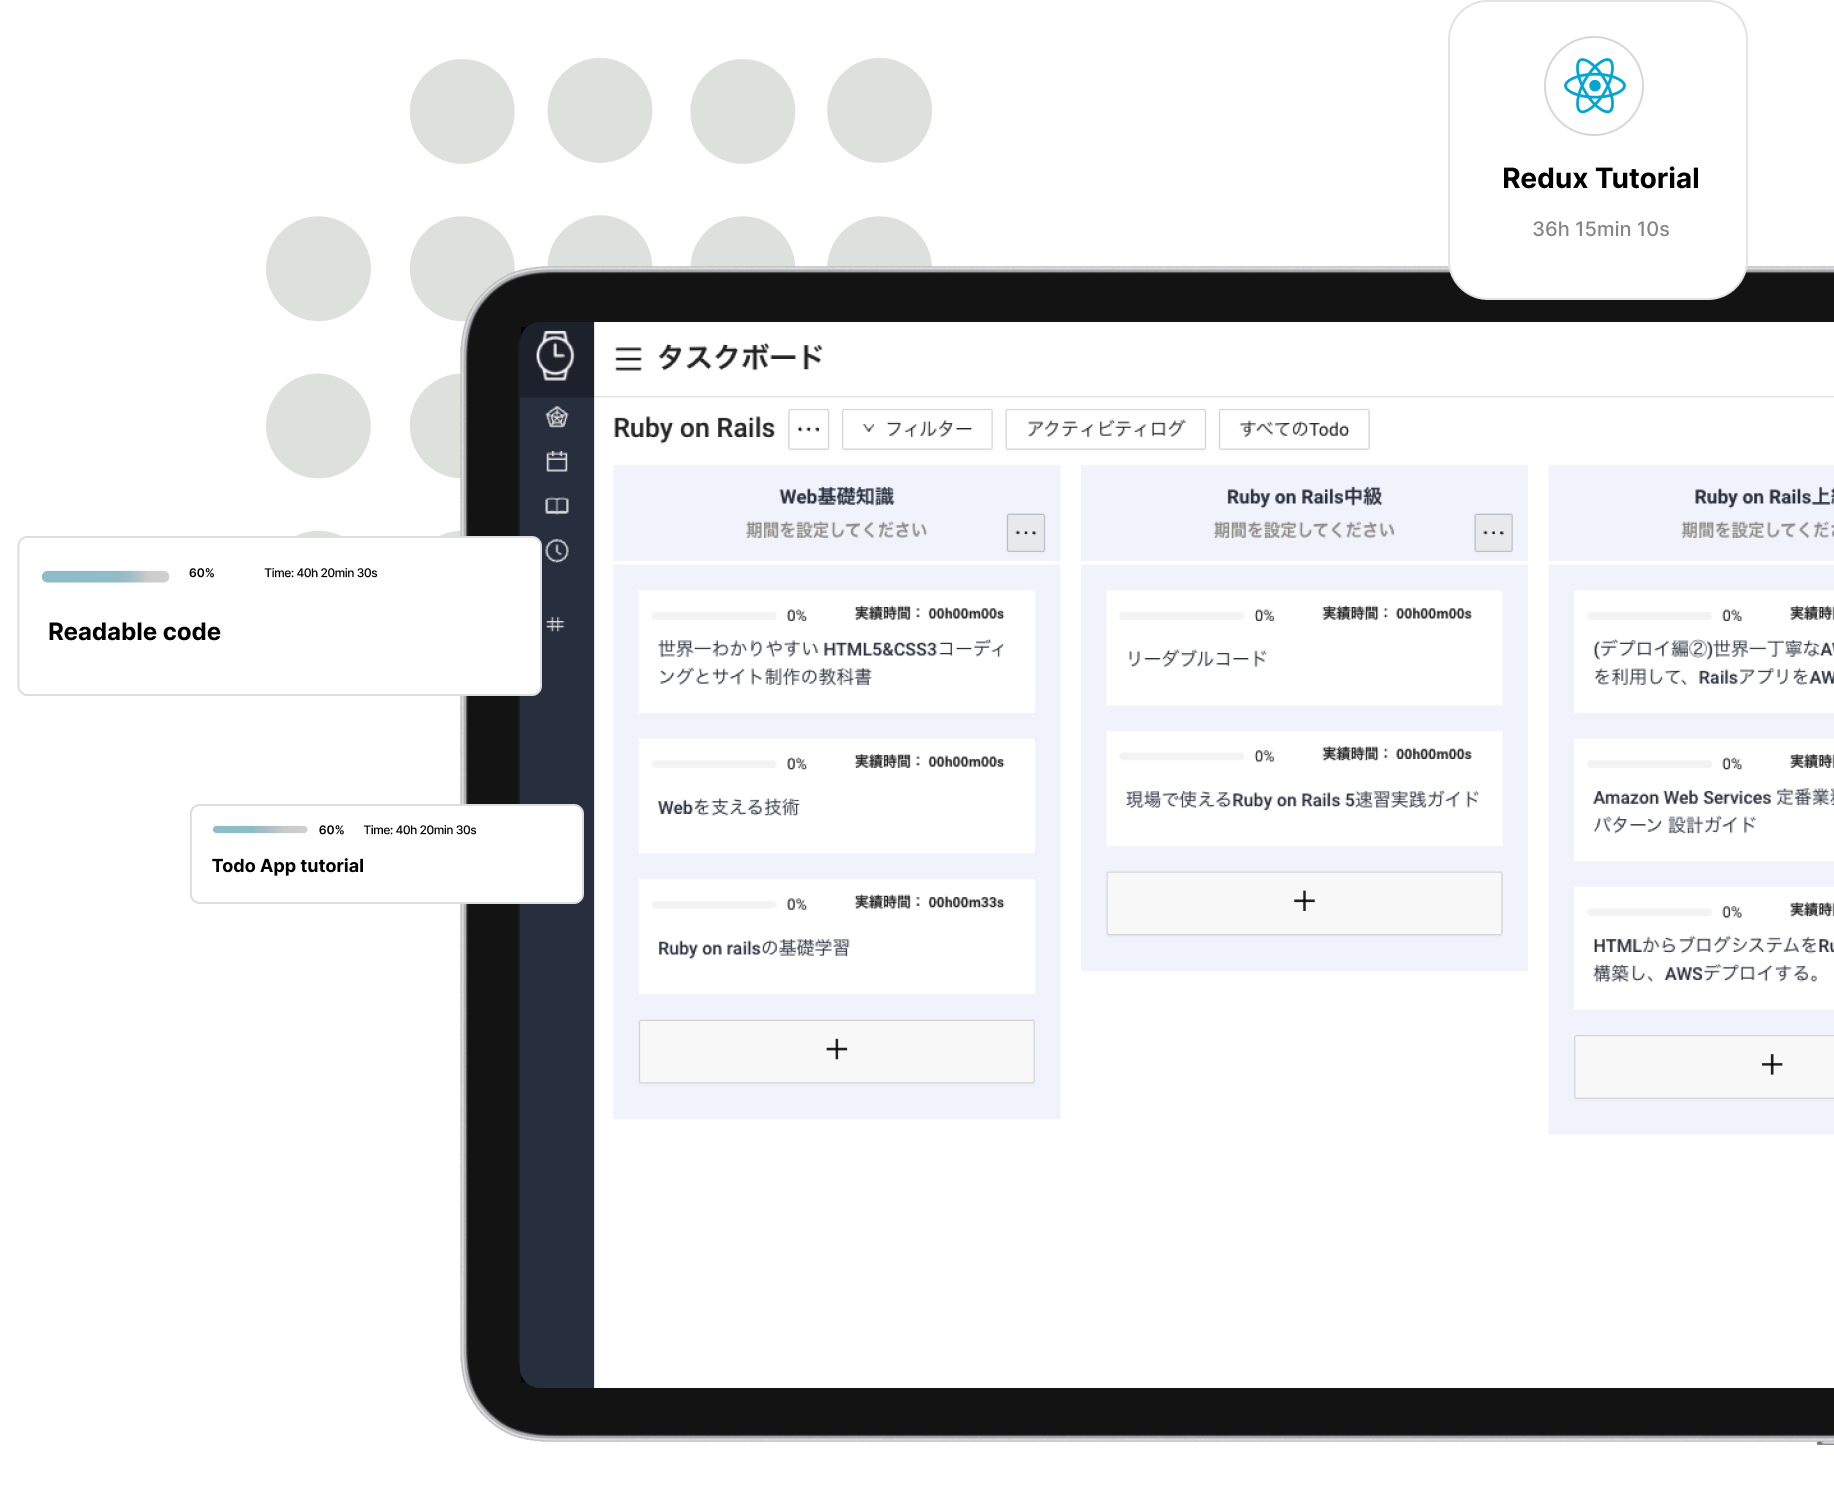 Redux Tutorial
36h 15min 10s
タスクボード
Ruby on Rails
フィルター
アクティビティログ
すべてのTodo
Web基礎知識
期間を設定してください
0%
実績時間： 00h00m00s
世界一わかりやすい HTML5&CSS3コーディ
ングとサイト制作の教科書
0%
実績時間： 00h00m00s
Webを支える技術
0%
実績時間： 00h00m33s
Ruby on railsの基礎学習
+
Ruby on Rails中級
期間を設定してください
0%
実績時間： 00h00m00s
リーダブルコード
0%
実績時間： 00h00m00s
現場で使えるRuby on Rails 5速習実践ガイド
+
Ruby on Rails上
期間を設定してくだ
0%
実績時
(デプロイ編②)世界一丁寧なA
を利用して、RailsアプリをAW
0%
実績時
Amazon Web Services 定番業
パターン 設計ガイド
0%
実績時
HTMLからブログシステムをRu
構築し、AWSデプロイする。
+
60%
Time: 40h 20min 30s
Readable code
60%
Time: 40h 20min 30s
Todo App tutorial